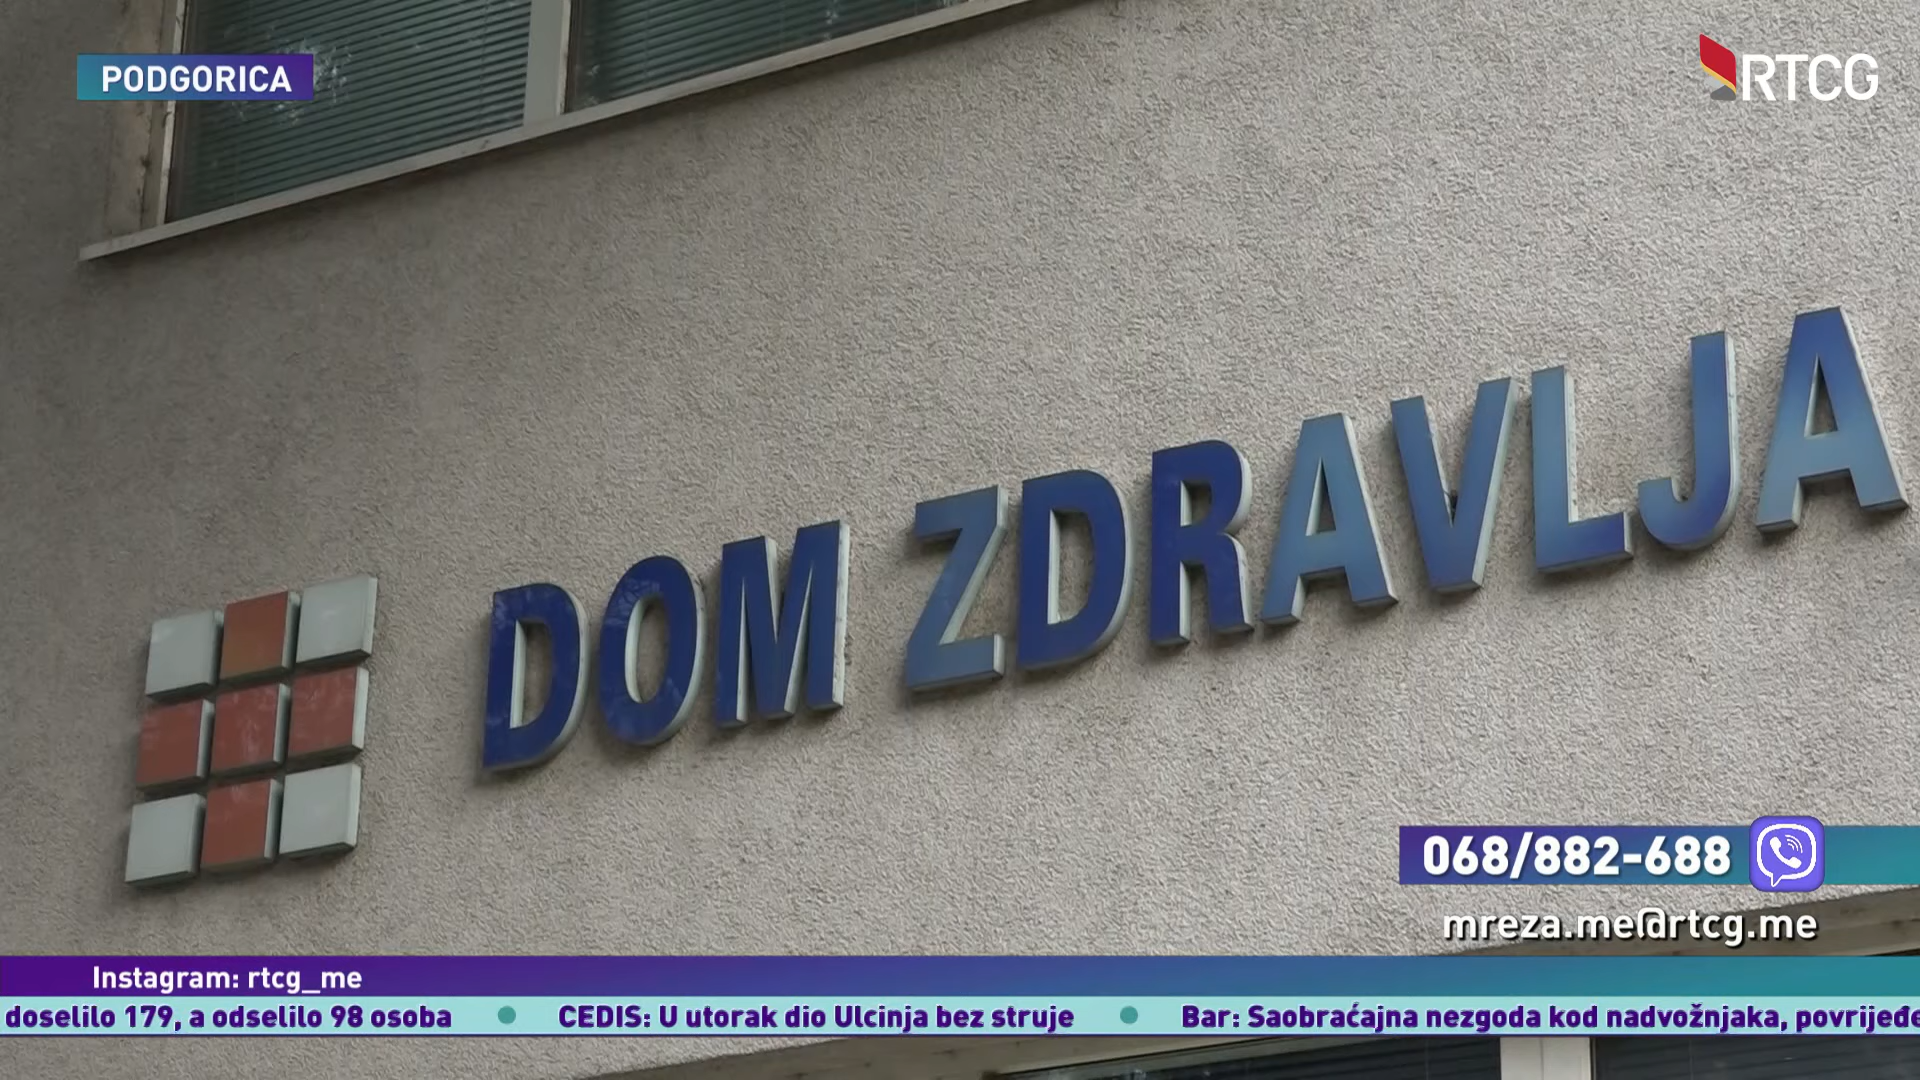 PODGORICA
RTCG
DOM ZDRAVLJA
068/882-688
mreza.me@rtcg.me
Instagram: rtcg_me
doselilo 179, a odselilo 98 osoba
CEDIS: U utorak dio Ulcinja bez struje
Bar: Saobraćajna nezgoda kod nadvožnjaka, povrijeđe